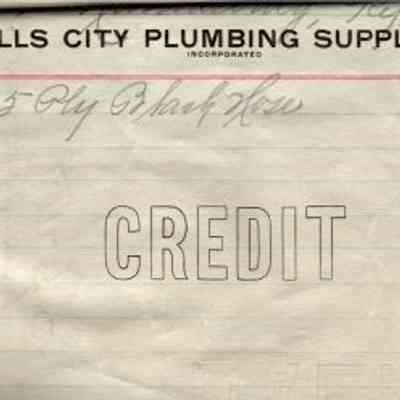 LLS CITY PLUMBING SUPPL
INCORPORATED
5 Ply Black Hose
CREDIT